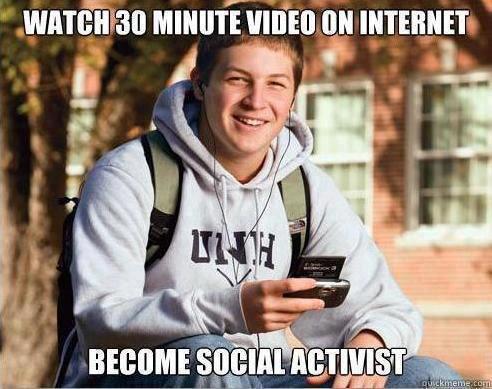 WATCH 30 MINUTE VIDEO ON INTERNET
UNH
BECOME SOCIAL ACTIVIST
quickmeme.com